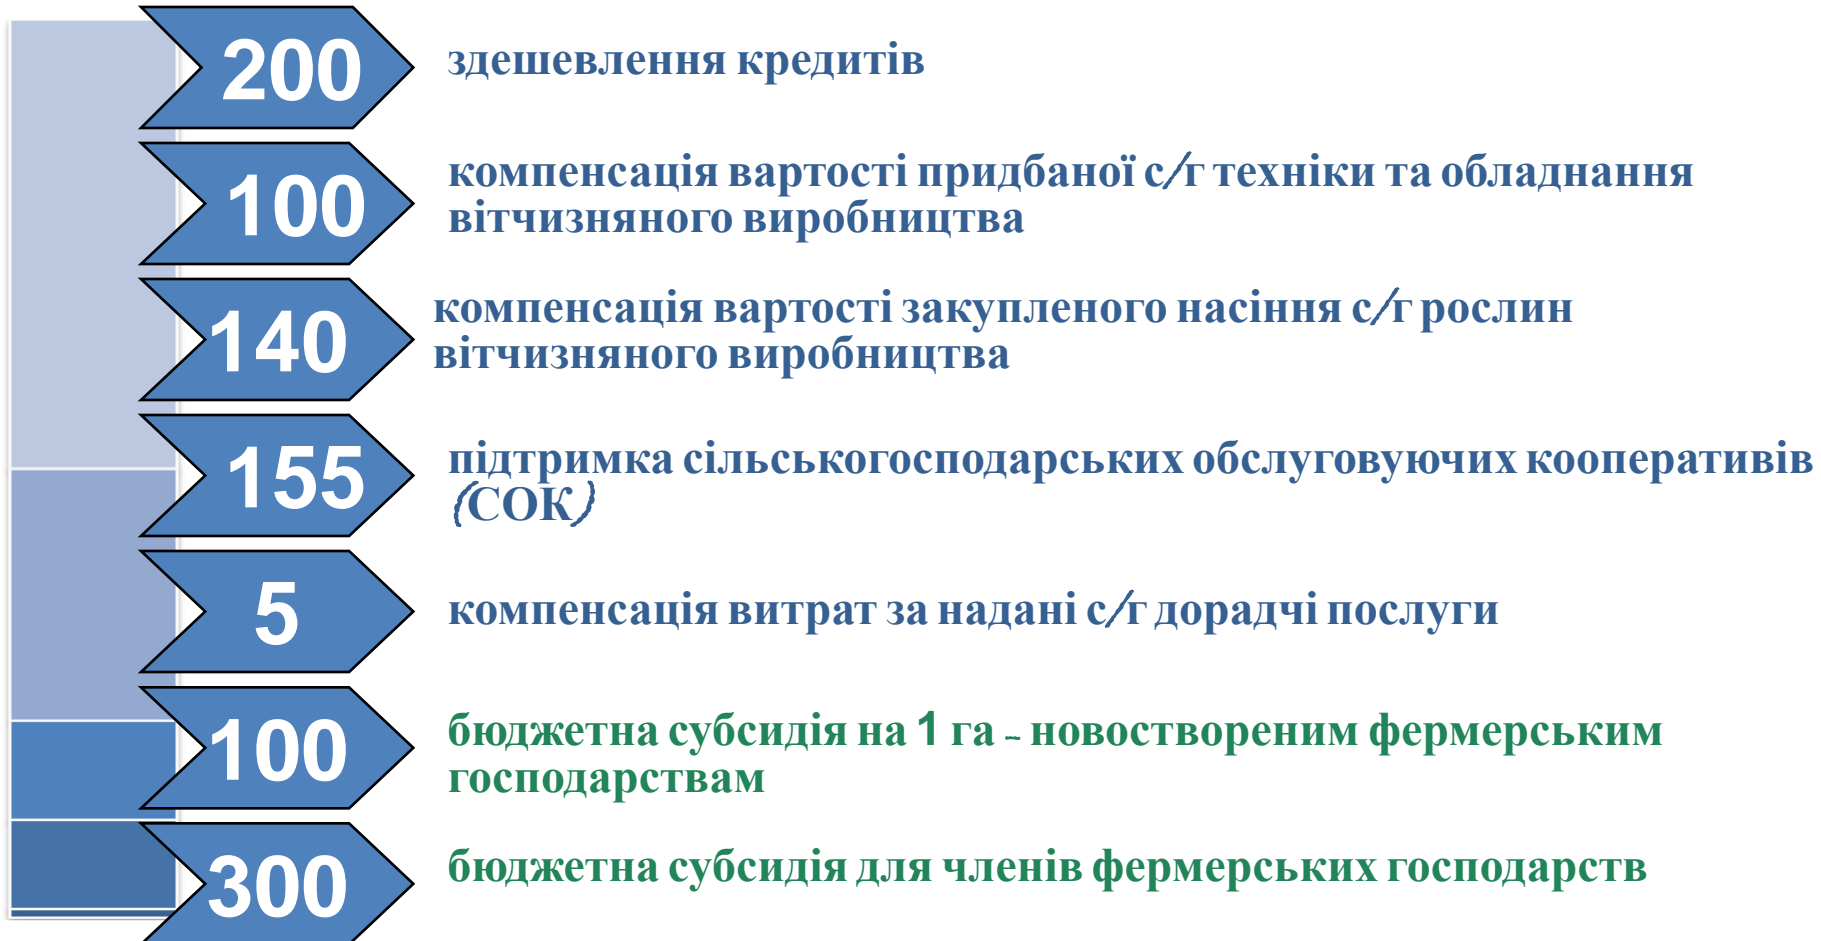 200
здешевлення кредитів
100
компенсація вартості придбаної с/г техніки та обладнання
вітчизняного виробництва
140
компенсація вартості закупленого насіння с/г рослин
вітчизняного виробництва
155
підтримка сільськогосподарських обслуговуючих кооперативів
(СОК)
5
компенсація витрат за надані с/г дорадчі послуги
100
бюджетна субсидія на 1 га - новоствореним фермерським
господарствам
300
бюджетна субсидія для членів фермерських господарств